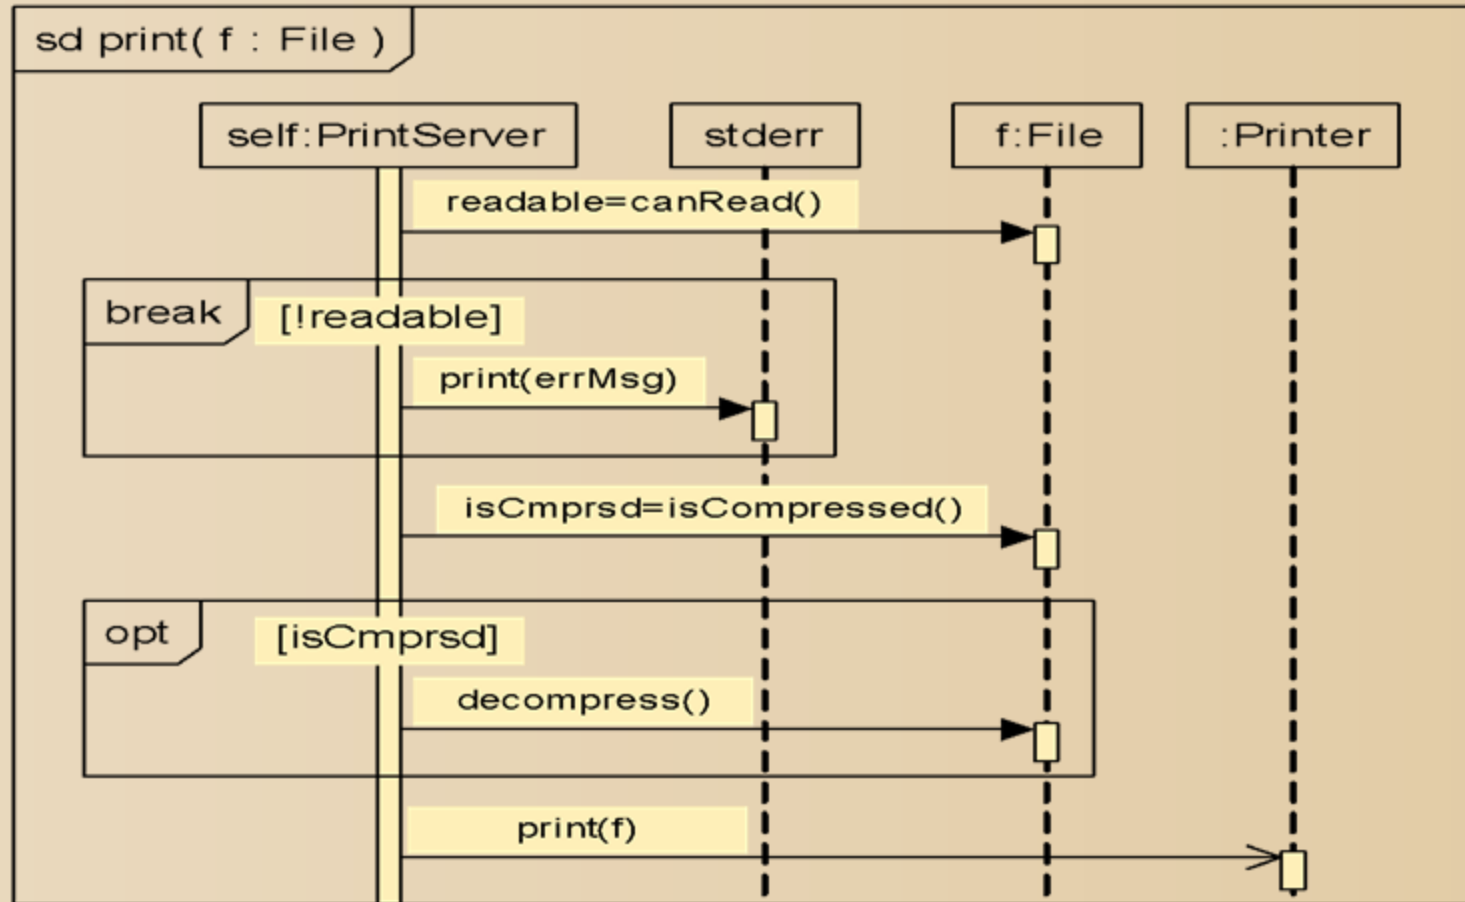 sd print( f : File )
self:PrintServer
stderr
f:File
:Printer
readable=canRead()
break
[!readable]
print(errMsg)
isCmprsd=isCompressed()
opt
[isCmprsd]
decompress()
print(f)